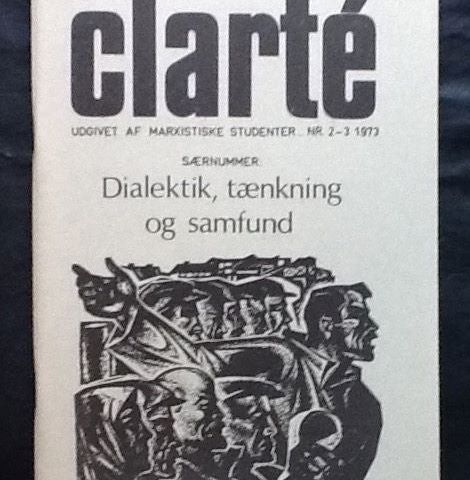 clarté
UDGIVET AF MARXISTISKE STUDENTER. NR. 2-3 1973
SÆRNUMMER:
Dialektik, tænkning
og samfund